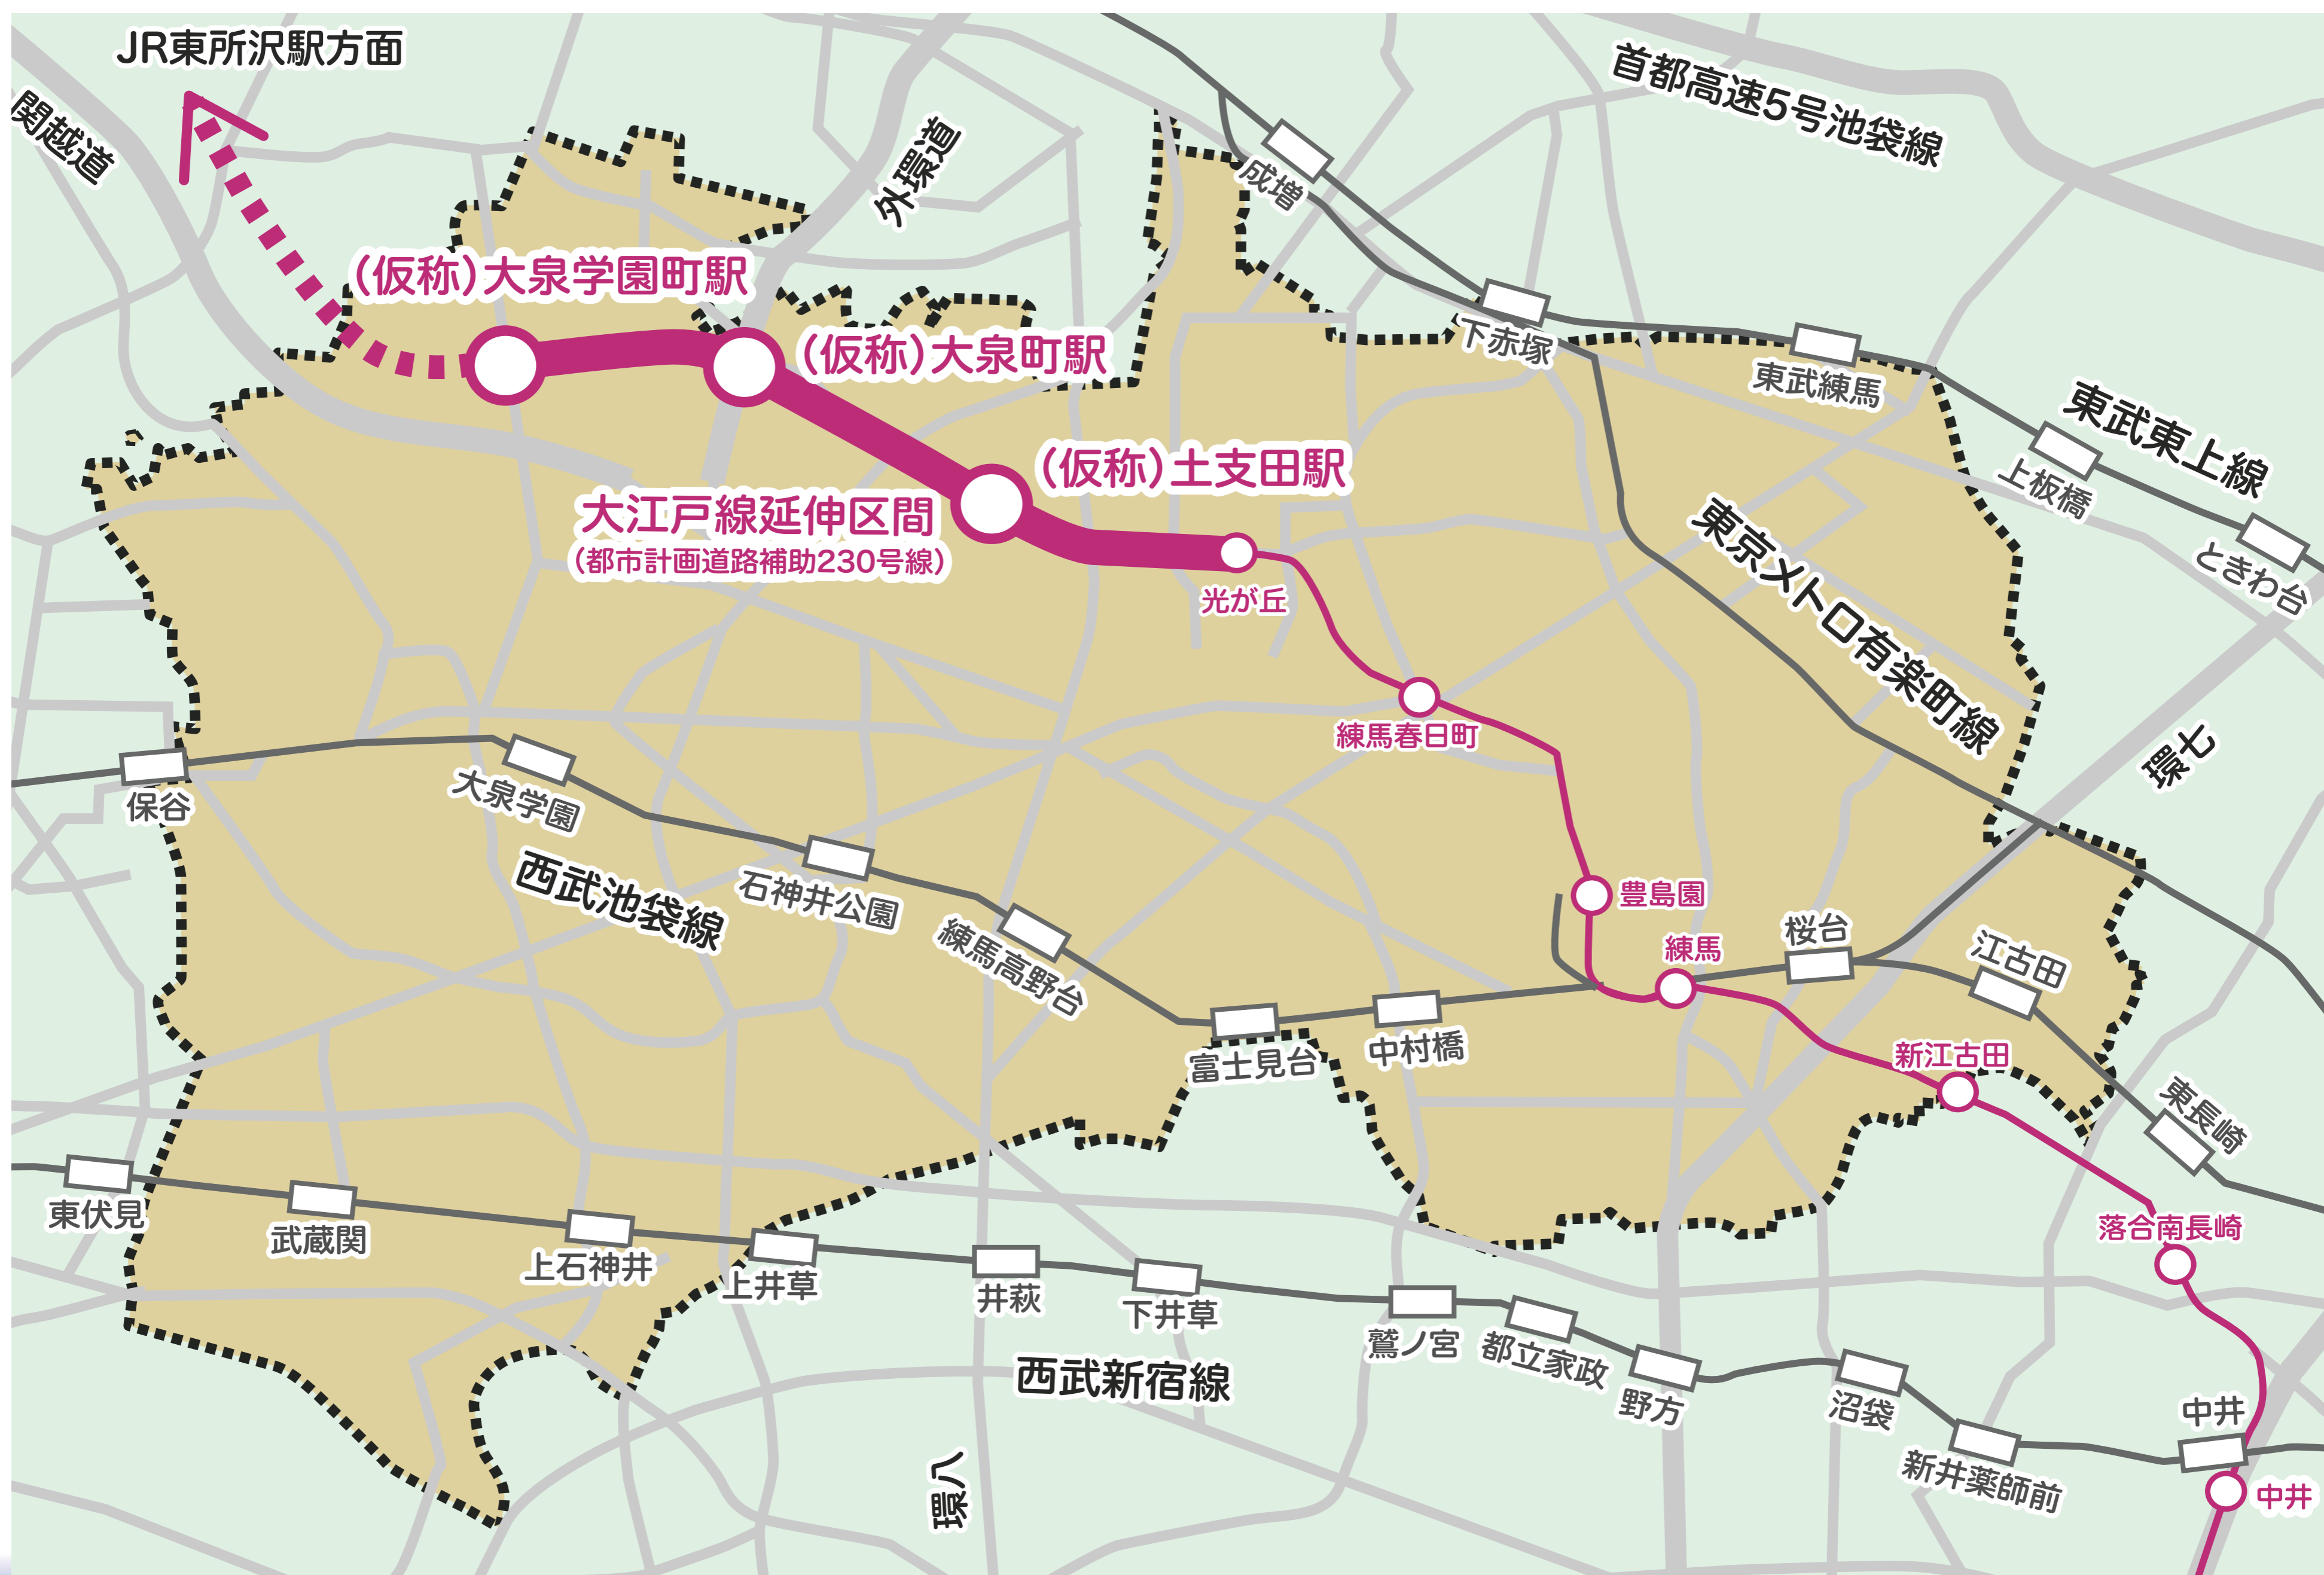 JR東所沢駅方面
関越道
外環道
首都高速5号池袋線
成増
(仮称)大泉学園町駅
(仮称)大泉町駅
下赤塚
東武練馬
東武東上線
上板橋
ときわ台
(仮称)土支田駅
大江戸線延伸区間
(都市計画道路補助230号線)
光が丘
東京メトロ有楽町線
練馬春日町
環七
保谷
大泉学園
西武池袋線
石神井公園
練馬高野台
富士見台
中村橋
豊島園
練馬
桜台
江古田
新江古田
東長崎
落合南長崎
東伏見
武蔵関
上石神井
上井草
井荻
下井草
鷺ノ宮
都立家政
野方
沼袋
新井薬師前
中井
中井
西武新宿線
環八